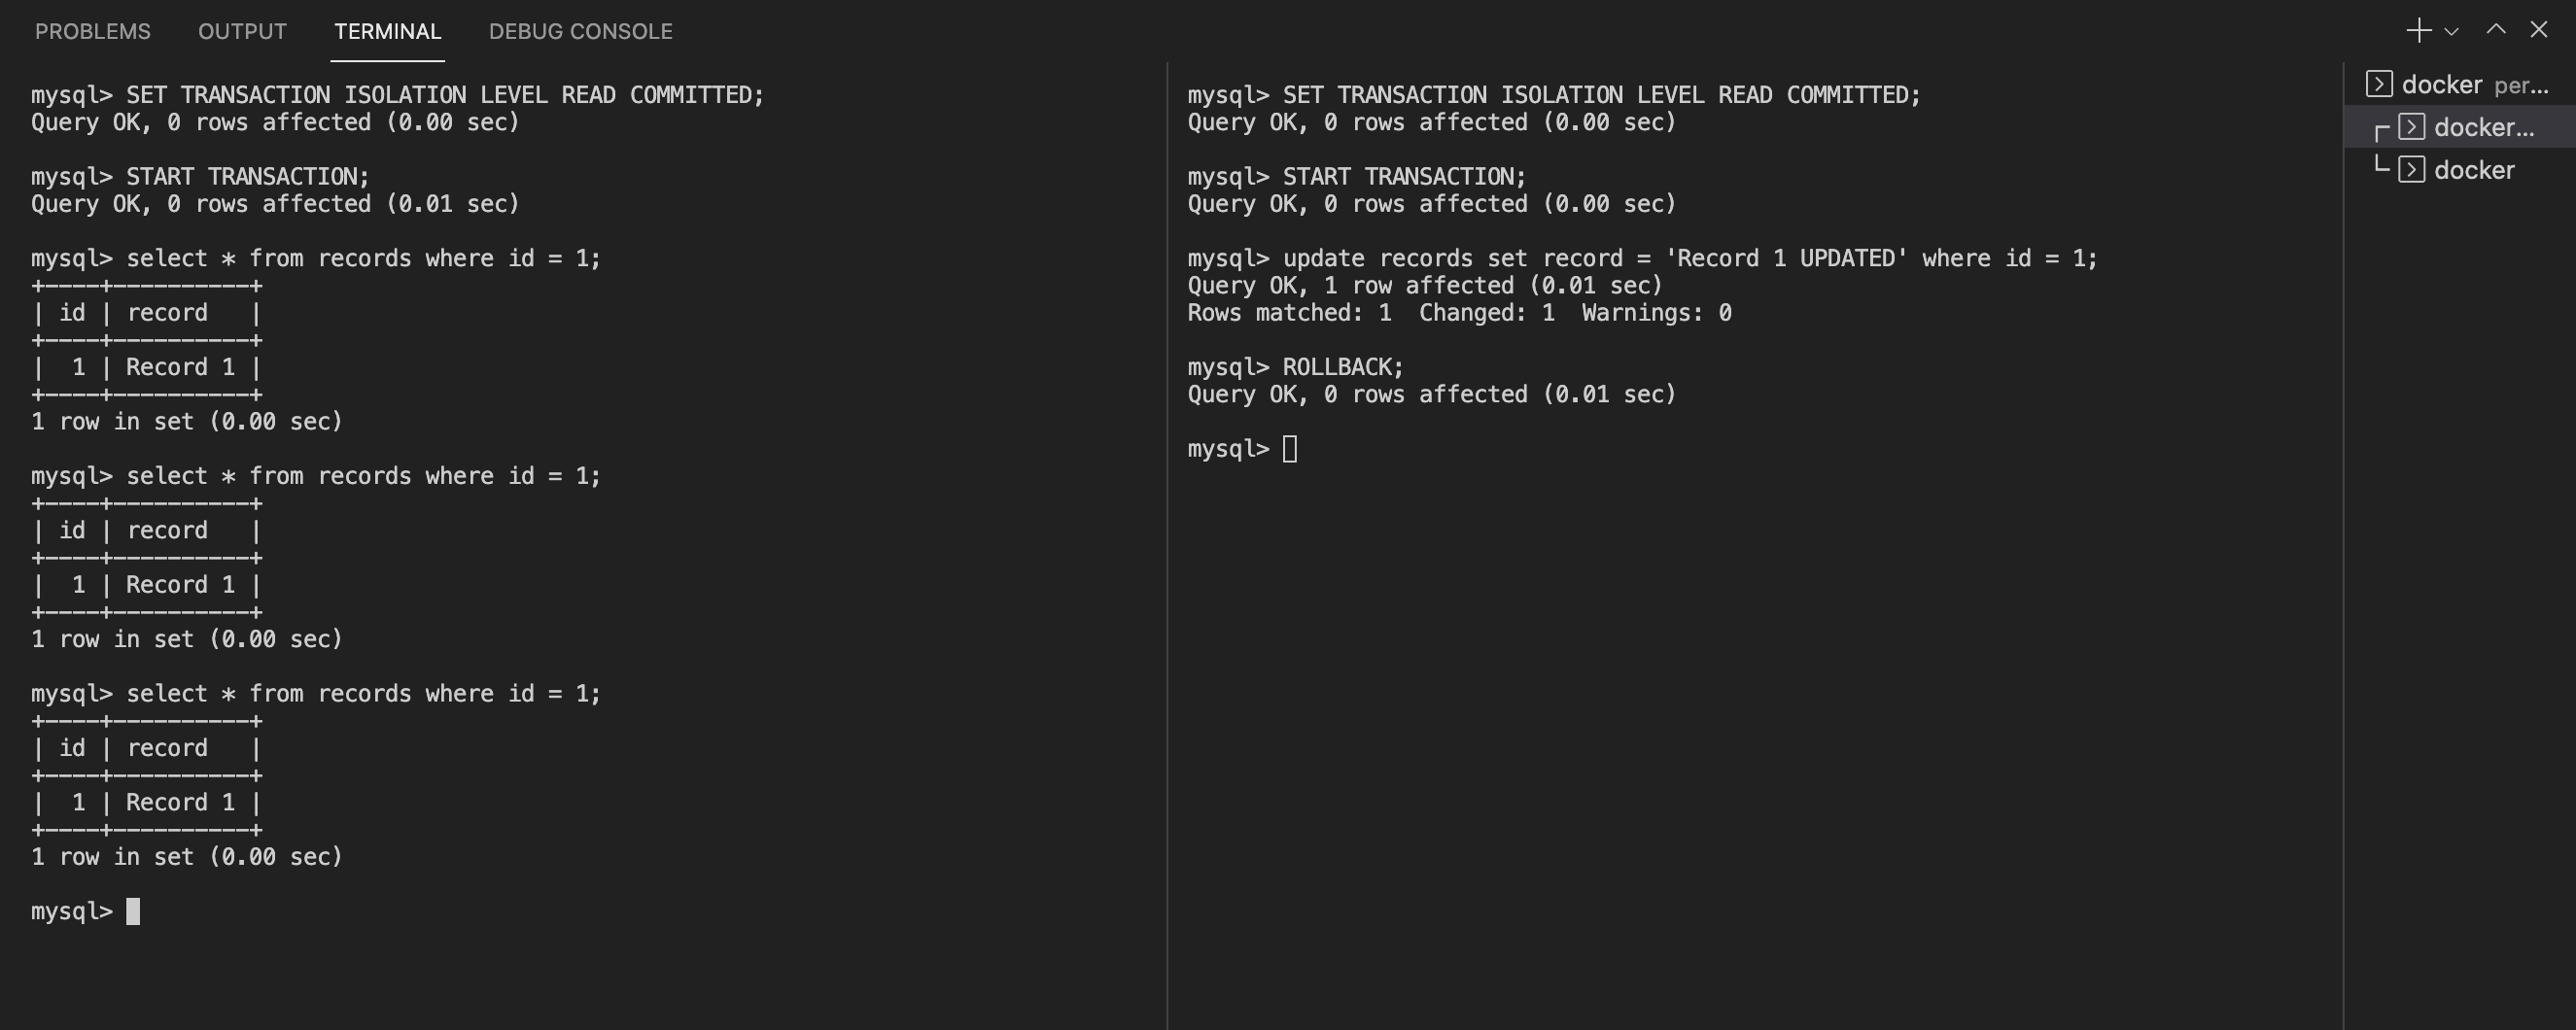 PROBLEMS OUTPUT TERMINAL DEBUG CONSOLE
mysql> SET TRANSACTION ISOLATION LEVEL READ COMMITTED;
Query OK, 0 rows affected (0.00 sec)
mysql> START TRANSACTION;
Query OK, 0 rows affected (0.01 sec)
mysql> select * from records where id = 1;
+----+----------+
| id | record   |
+----+----------+
|  1 | Record 1 |
+----+----------+
1 row in set (0.00 sec)
mysql> select * from records where id = 1;
+----+----------+
| id | record   |
+----+----------+
|  1 | Record 1 |
+----+----------+
1 row in set (0.00 sec)
mysql> select * from records where id = 1;
+----+----------+
| id | record   |
+----+----------+
|  1 | Record 1 |
+----+----------+
1 row in set (0.00 sec)
mysql>
mysql> SET TRANSACTION ISOLATION LEVEL READ COMMITTED;
Query OK, 0 rows affected (0.00 sec)
mysql> START TRANSACTION;
Query OK, 0 rows affected (0.00 sec)
mysql> update records set record = 'Record 1 UPDATED' where id = 1;
Query OK, 1 row affected (0.01 sec)
Rows matched: 1  Changed: 1  Warnings: 0
mysql> ROLLBACK;
Query OK, 0 rows affected (0.01 sec)
mysql>
docker per...
docker...
docker